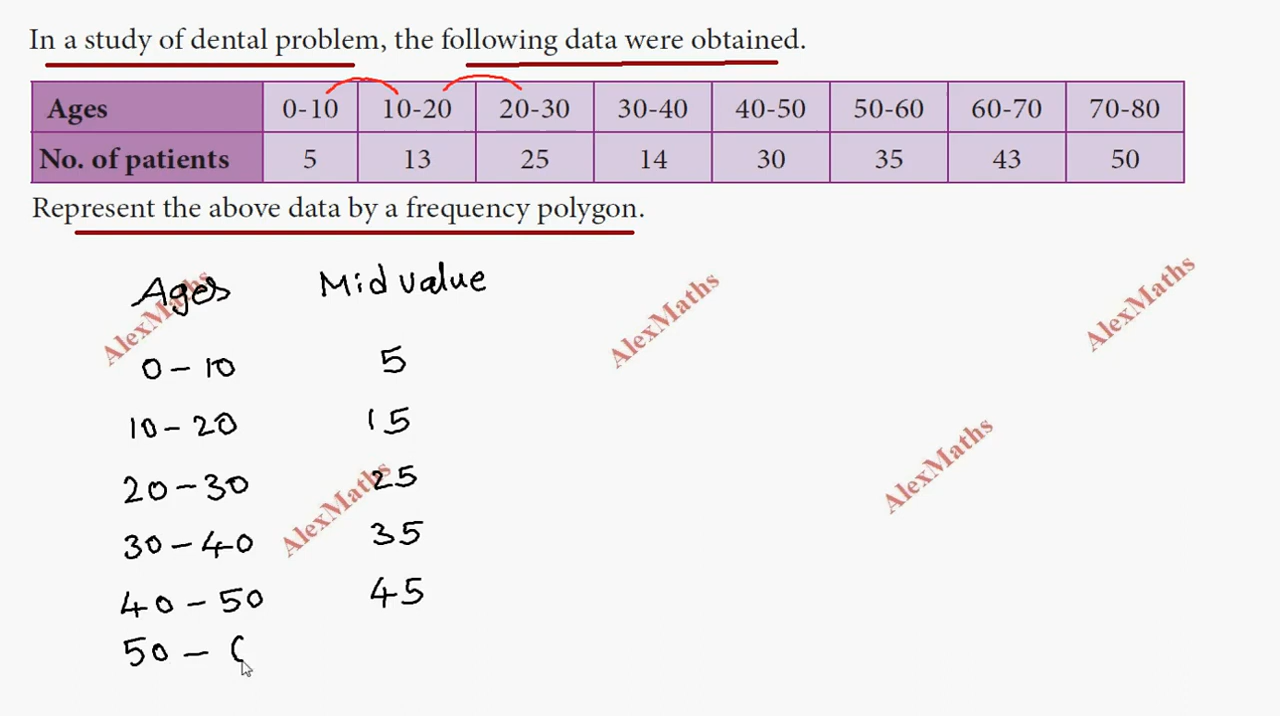 In a study of dental problem, the following data were obtained.
Ages 0-10 10-20 20-30 30-40 40-50 50-60 60-70 70-80
No. of patients 5 13 25 14 30 35 43 50
Represent the above data by a frequency polygon.
Ages Mid value
AlexMaths AlexMaths AlexMaths
0-10 5
10-20 15
20-30 25
AlexMaths AlexMaths
30-40 35
40-50 45
50-